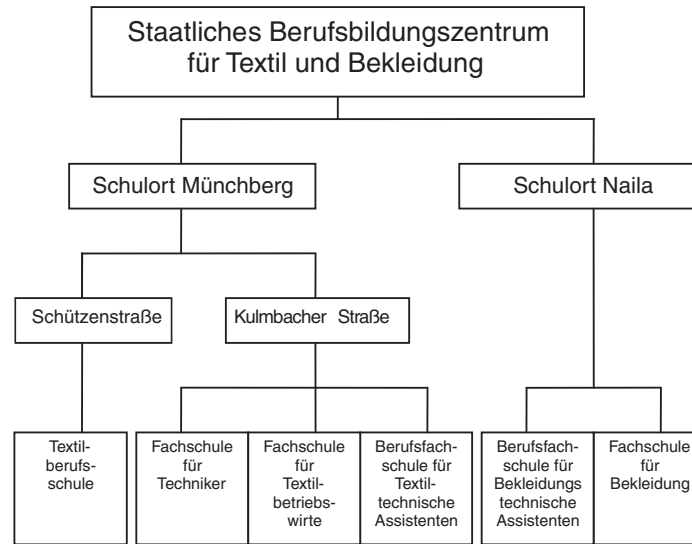 Staatliches Berufsbildungszentrum
für Textil und Bekleidung
Schulort Münchberg
Schulort Naila
Schützenstraße
Kulmbacher Straße
Textil-
berufs-
schule
Fachschule
für
Techniker
Fachschule
für
Textil-
betriebs-
wirte
Berufsfach-
schule für
Textil-
technische
Assistenten
Berufsfach-
schule für
Bekleidungs
technische
Assistenten
Fachschule
für
Bekleidung